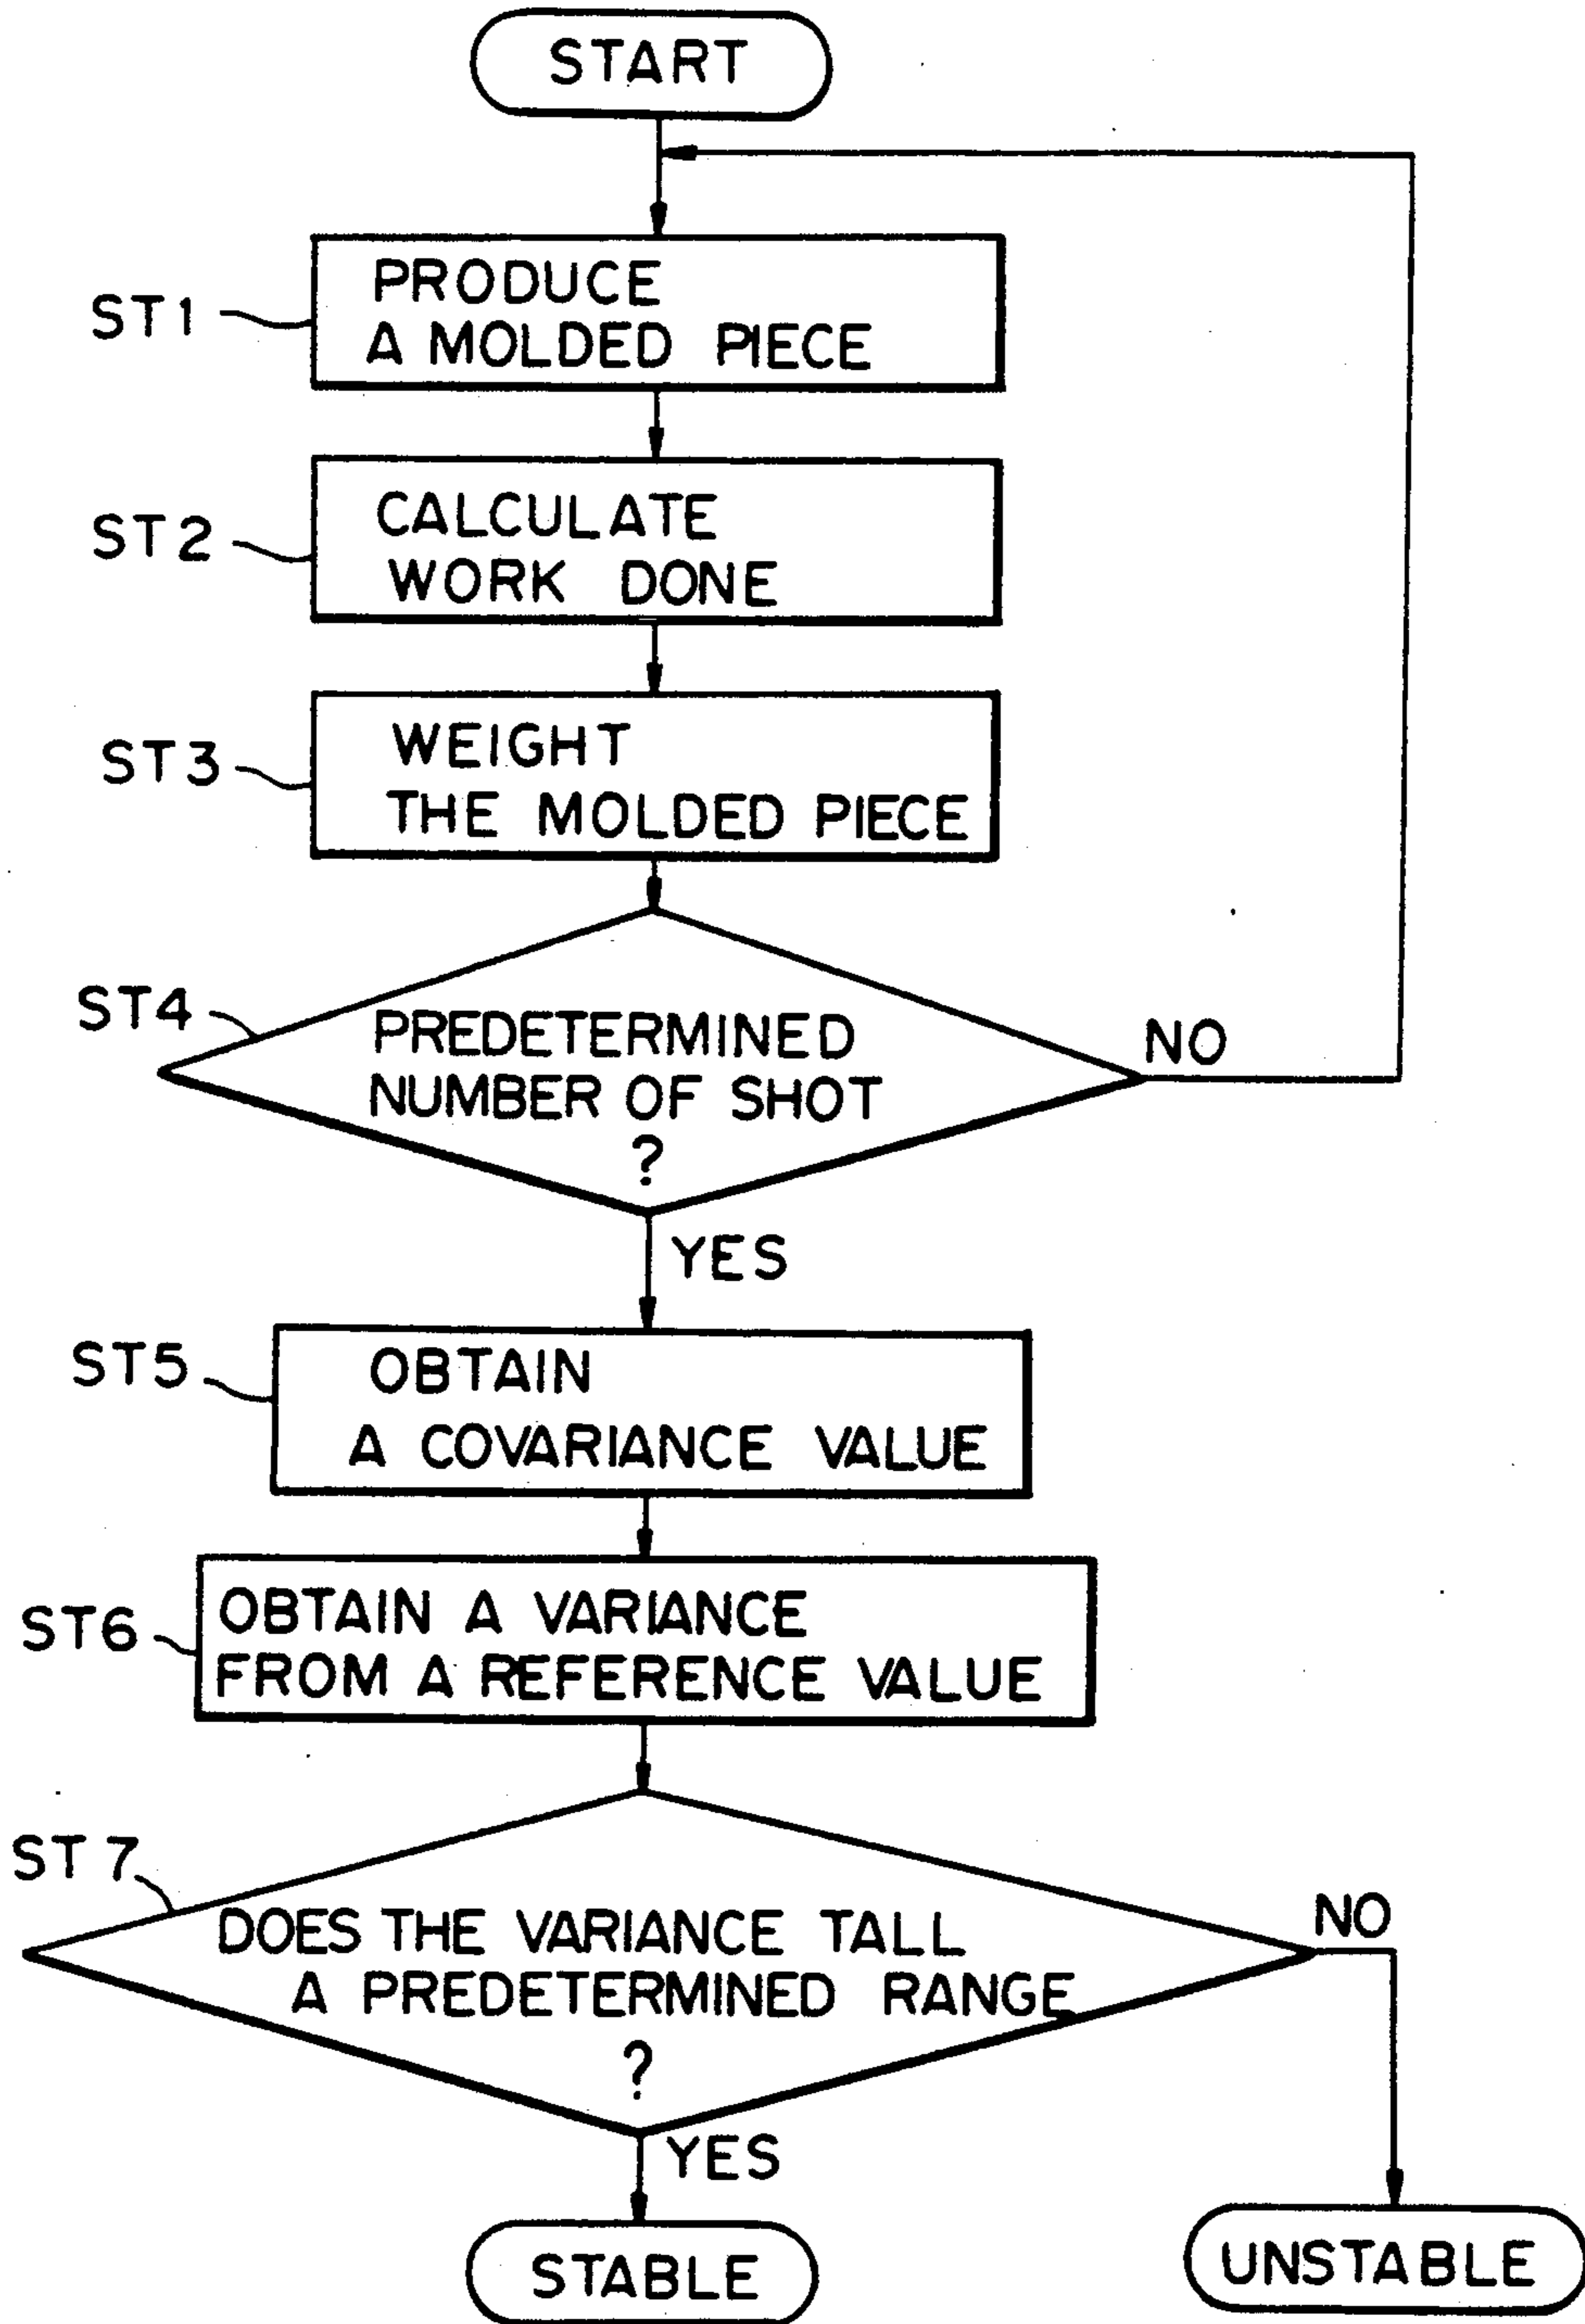 START
ST1
PRODUCE
A MOLDED PIECE
ST2
CALCULATE
WORK DONE
ST3
WEIGHT
THE MOLDED PIECE
ST4
PREDETERMINED
NUMBER OF SHOT
?
NO
YES
ST5
OBTAIN
A COVARIANCE VALUE
ST6
OBTAIN A VARIANCE
FROM A REFERENCE VALUE
ST7
DOES THE VARIANCE TALL
A PREDETERMINED RANGE
?
NO
YES
STABLE
UNSTABLE